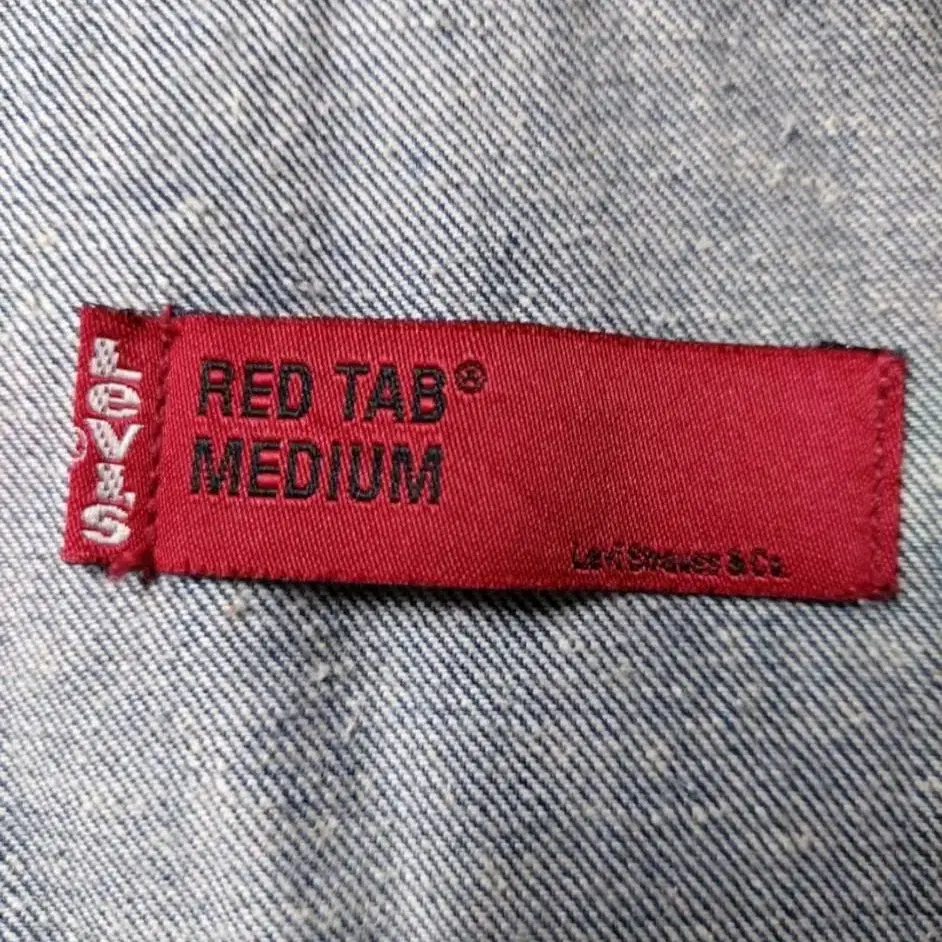 LEVI'S
®
RED TAB®
MEDIUM
Levi Strauss & Co.